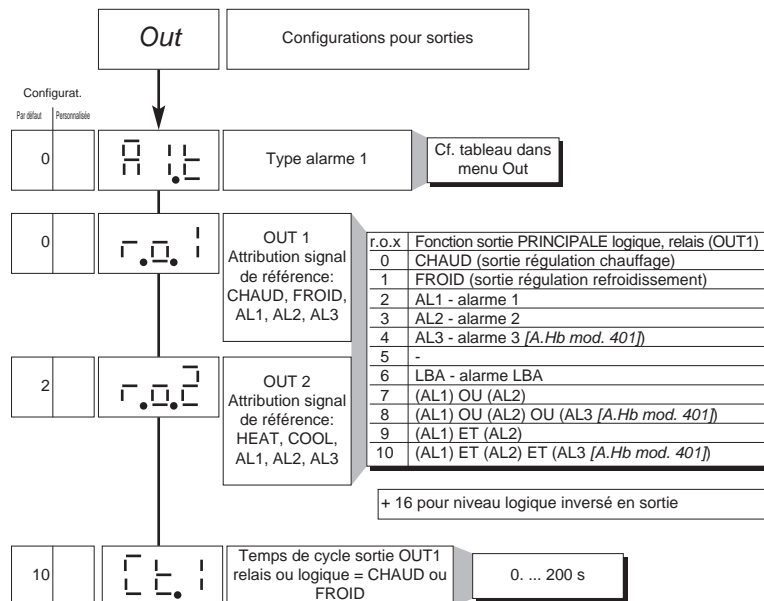 Out
Configurations pour sorties
Configurat.
Par défaut
Personnalisée
0
A1.t
Type alarme 1
Cf. tableau dans
menu Out
0
r.o.1
OUT 1
Attribution signal
de référence:
CHAUD, FROID,
AL1, AL2, AL3
r.o.x Fonction sortie PRINCIPALE logique, relais (OUT1)
0 CHAUD (sortie régulation chauffage)
1 FROID (sortie régulation refroidissement)
2 AL1 - alarme 1
3 AL2 - alarme 2
4 AL3 - alarme 3 [A.Hb mod. 401])
5 -
6 LBA - alarme LBA
7 (AL1) OU (AL2)
8 (AL1) OU (AL2) OU (AL3 [A.Hb mod. 401])
9 (AL1) ET (AL2)
10 (AL1) ET (AL2) ET (AL3 [A.Hb mod. 401])
2
r.o.2
OUT 2
Attribution signal
de référence:
HEAT, COOL,
AL1, AL2, AL3
+ 16 pour niveau logique inversé en sortie
10
Ct.1
Temps de cycle sortie OUT1
relais ou logique = CHAUD ou
FROID
0. ... 200 s